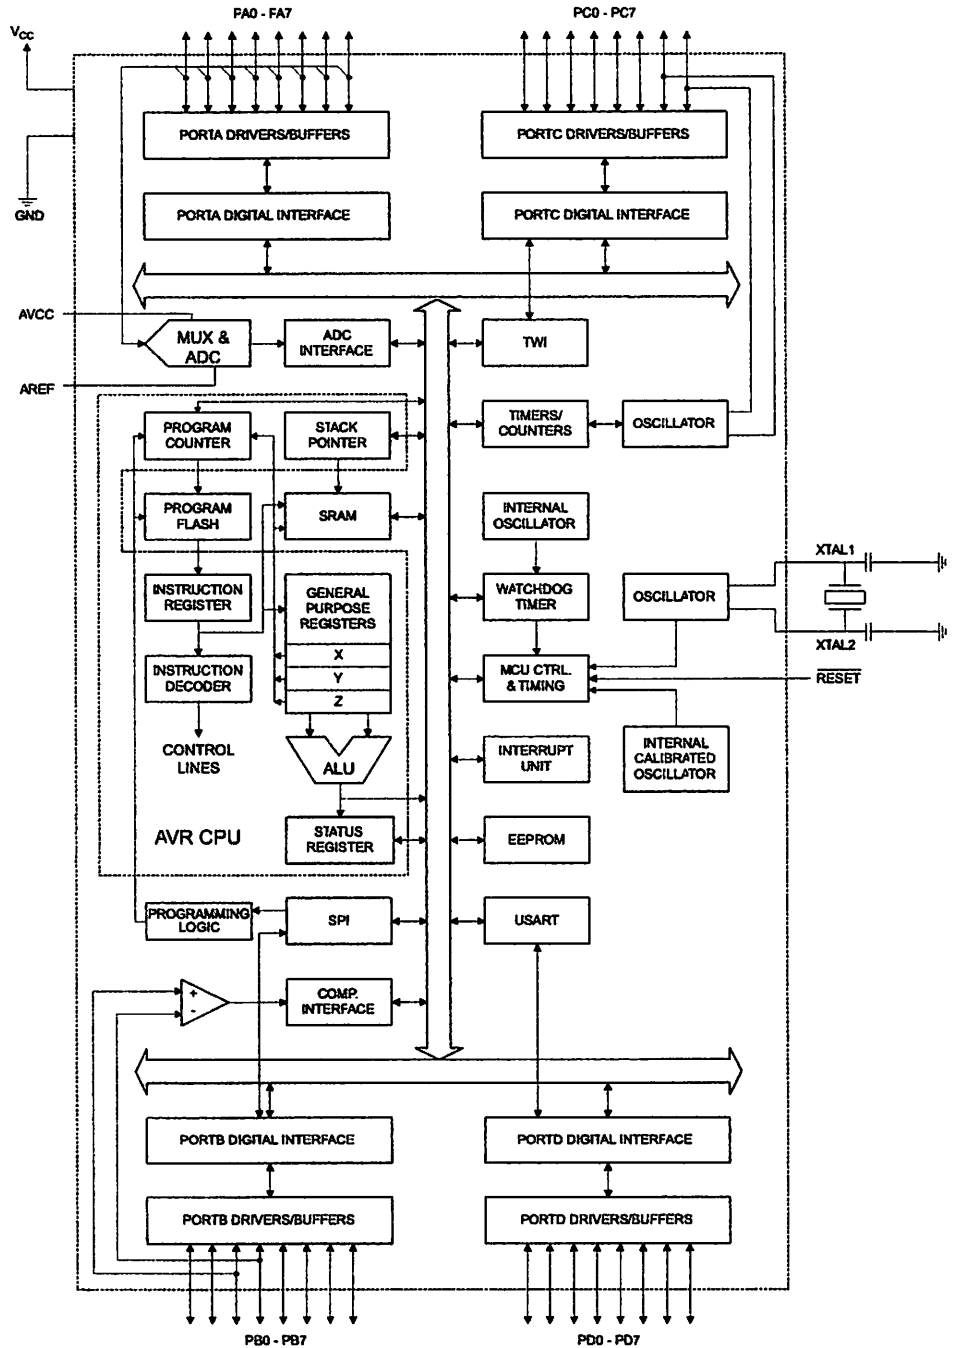 PA0 - PA7
PC0 - PC7
VCC
PORTA DRIVERS/BUFFERS
PORTC DRIVERS/BUFFERS
GND
PORTA DIGITAL INTERFACE
PORTC DIGITAL INTERFACE
AVCC
MUX &
ADC
ADC
INTERFACE
TWI
AREF
PROGRAM
COUNTER
STACK
POINTER
TIMERS/
COUNTERS
OSCILLATOR
PROGRAM
FLASH
SRAM
INTERNAL
OSCILLATOR
XTAL1
INSTRUCTION
REGISTER
GENERAL
PURPOSE
REGISTERS
WATCHDOG
TIMER
OSCILLATOR
XTAL2
X
INSTRUCTION
DECODER
Y
Z
MCU CTRL.
& TIMING
RESET
CONTROL
LINES
ALU
INTERRUPT
UNIT
INTERNAL
CALIBRATED
OSCILLATOR
AVR CPU
STATUS
REGISTER
EEPROM
PROGRAMMING
LOGIC
SPI
USART
+
-
COMP.
INTERFACE
PORTB DIGITAL INTERFACE
PORTD DIGITAL INTERFACE
PORTB DRIVERS/BUFFERS
PORTD DRIVERS/BUFFERS
PB0 - PB7
PD0 - PD7